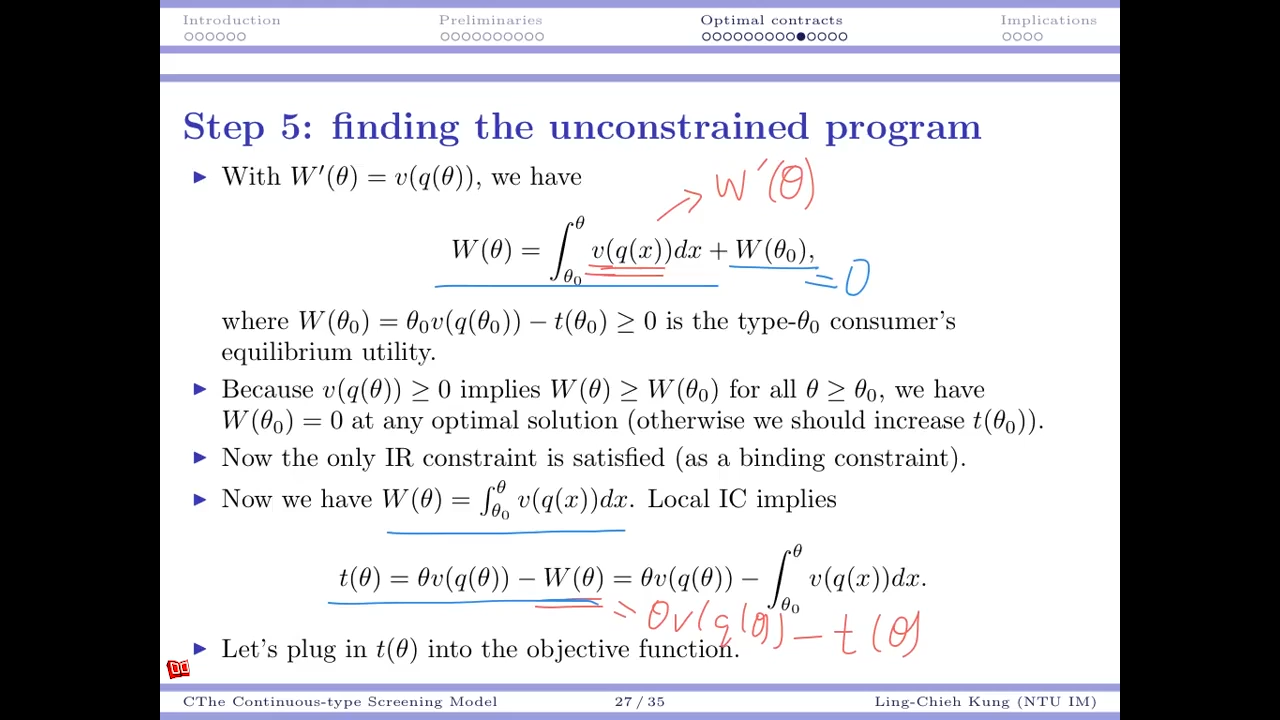 Introduction Preliminaries Optimal contracts Implications
Step 5: finding the unconstrained program
▶ With W′(θ) = v(q(θ)), we have
W′(θ)
W(θ) = ∫_{θ₀}^{θ} v(q(x))dx + W(θ₀),
= 0
where W(θ₀) = θ₀v(q(θ₀)) − t(θ₀) ≥ 0 is the type-θ₀ consumer's
equilibrium utility.
▶ Because v(q(θ)) ≥ 0 implies W(θ) ≥ W(θ₀) for all θ ≥ θ₀, we have
W(θ₀) = 0 at any optimal solution (otherwise we should increase t(θ₀)).
▶ Now the only IR constraint is satisfied (as a binding constraint).
▶ Now we have W(θ) = ∫_{θ₀}^{θ} v(q(x))dx. Local IC implies
t(θ) = θv(q(θ)) − W(θ) = θv(q(θ)) − ∫_{θ₀}^{θ} v(q(x))dx.
= θv(q(θ)) − t(θ)
▶ Let's plug in t(θ) into the objective function.
CThe Continuous-type Screening Model 27 / 35 Ling-Chieh Kung (NTU IM)